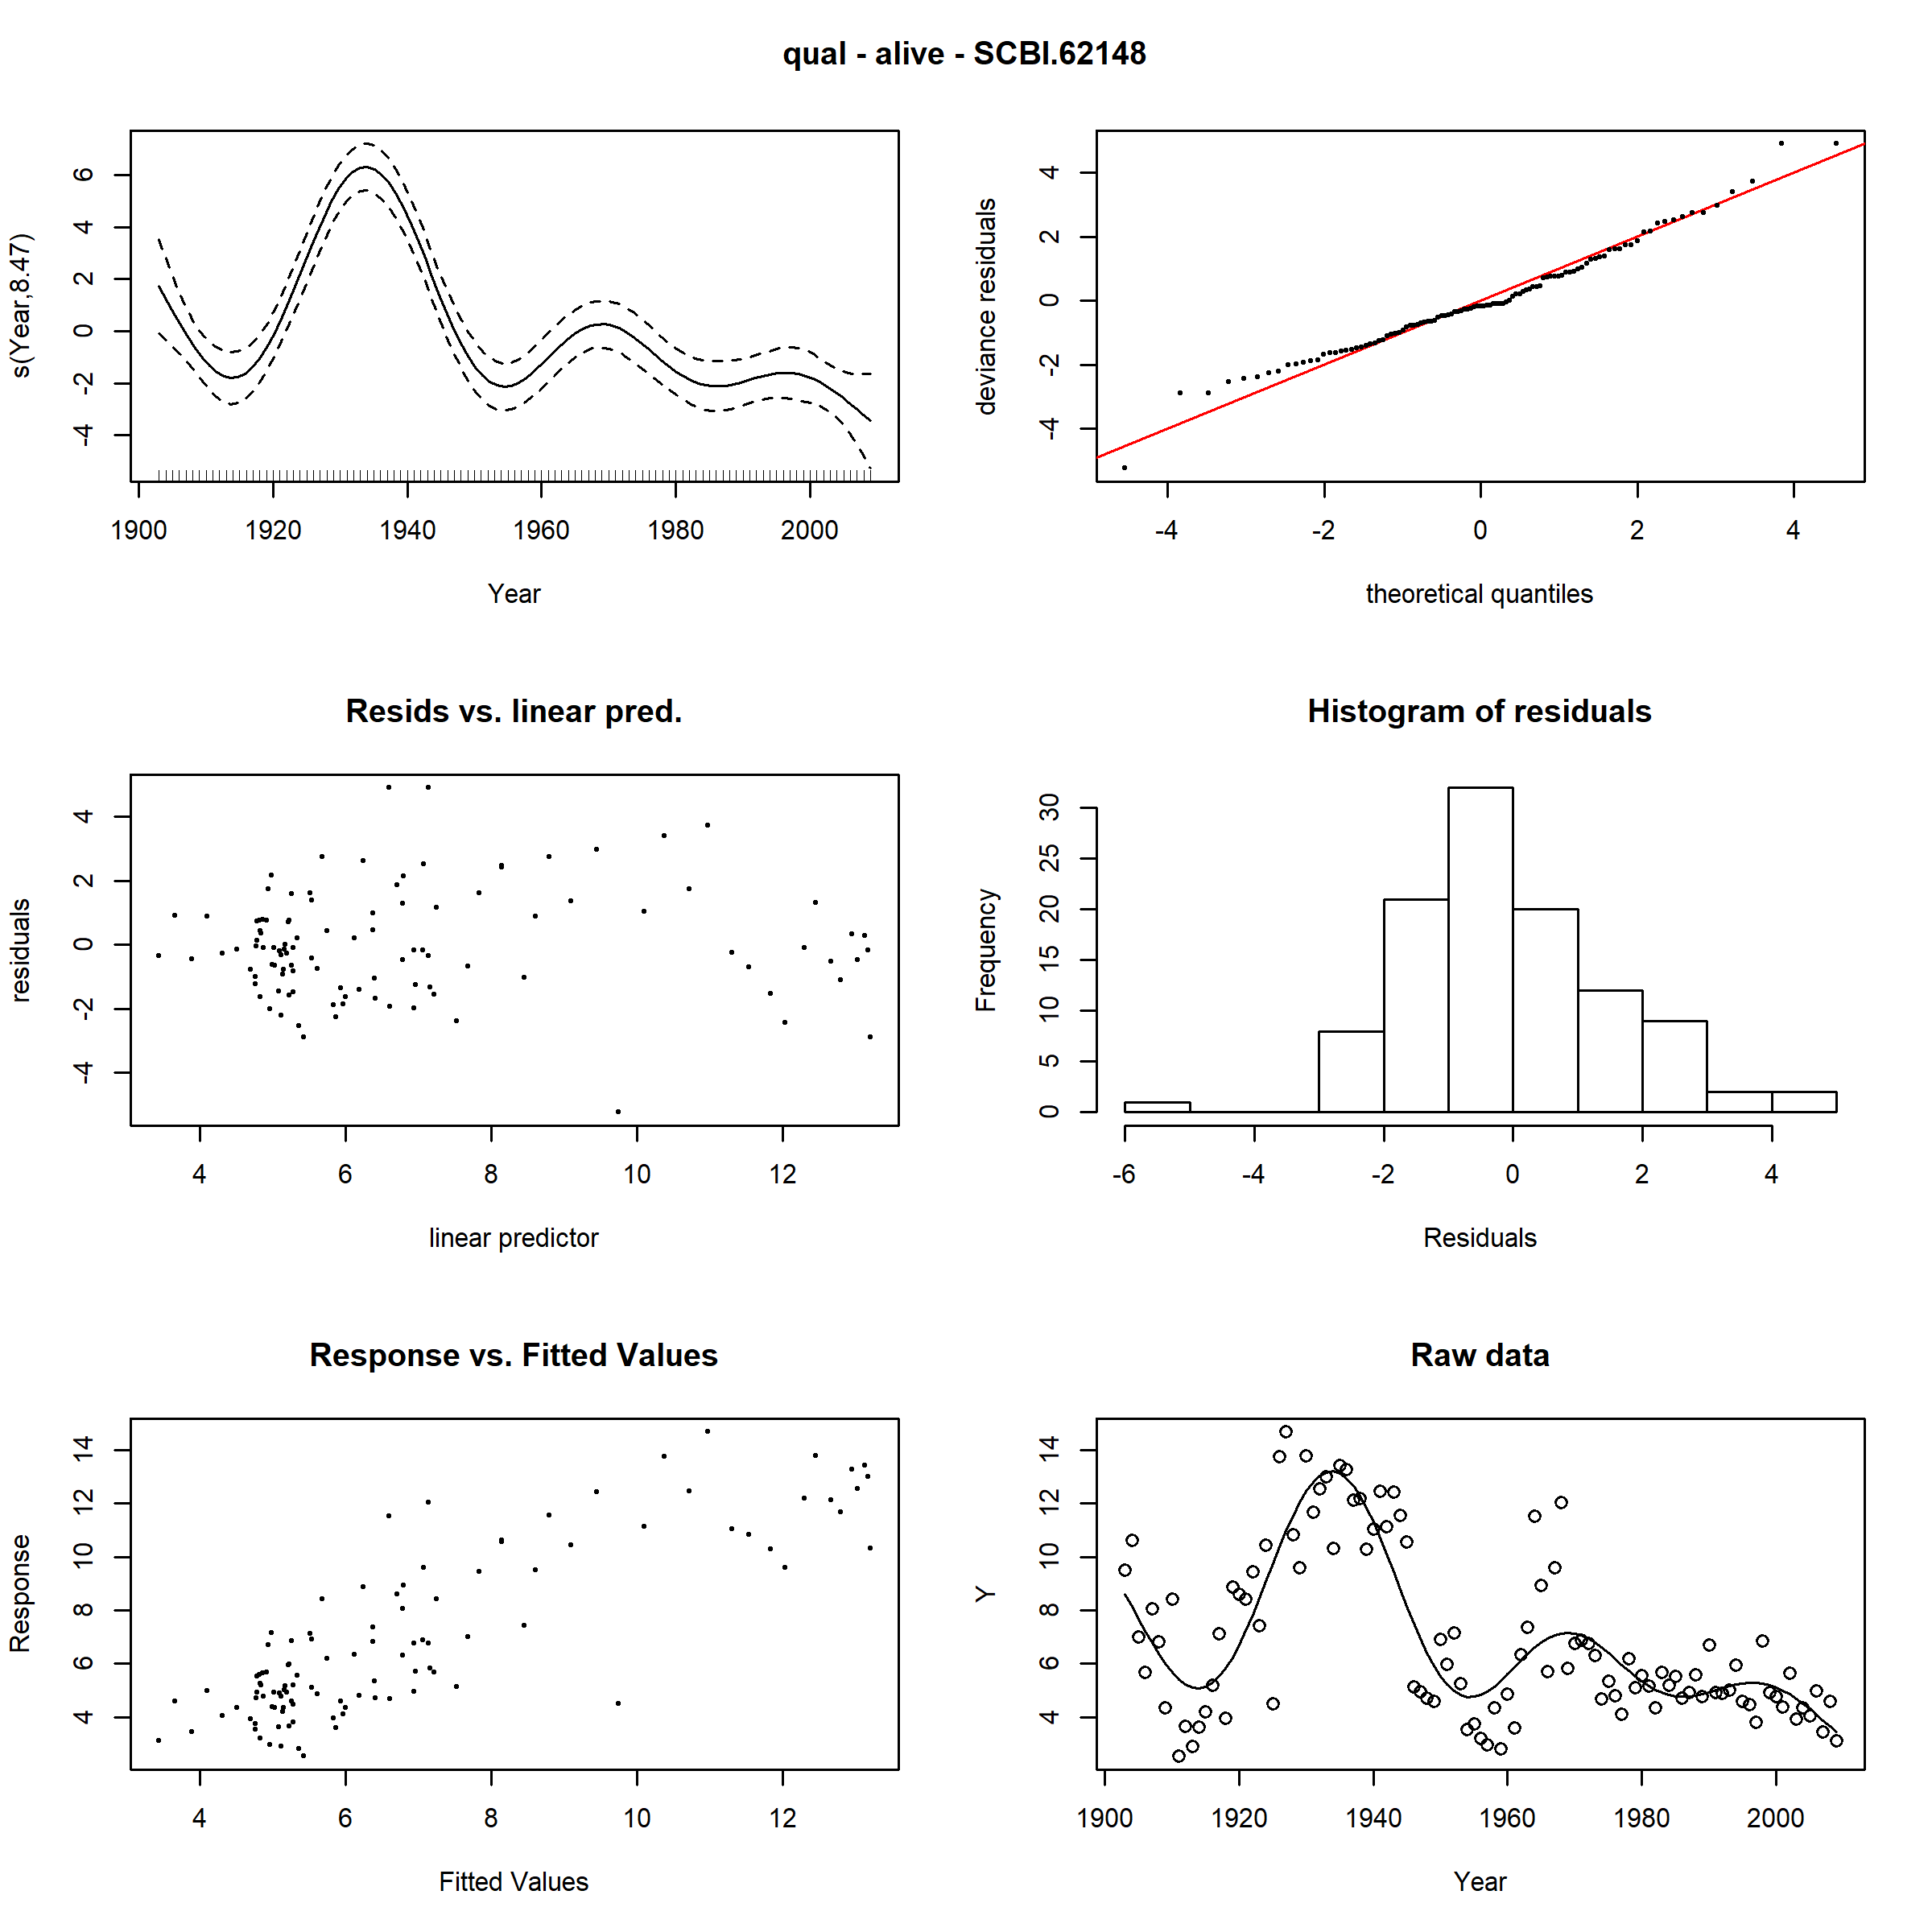 qual - alive - SCBI.62148
s(Year,8.47)
6
4
2
0
-2
-4
1900 1920 1940 1960 1980 2000
Year
deviance residuals
4
2
0
-2
-4
-4 -2 0 2 4
theoretical quantiles
Resids vs. linear pred.
residuals
4
2
0
-2
-4
4 6 8 10 12
linear predictor
Histogram of residuals
Frequency
30
25
20
15
10
5
0
-6 -4 -2 0 2 4
Residuals
Response vs. Fitted Values
Response
14
12
10
8
6
4
4 6 8 10 12
Fitted Values
Raw data
Y
14
12
10
8
6
4
1900 1920 1940 1960 1980 2000
Year